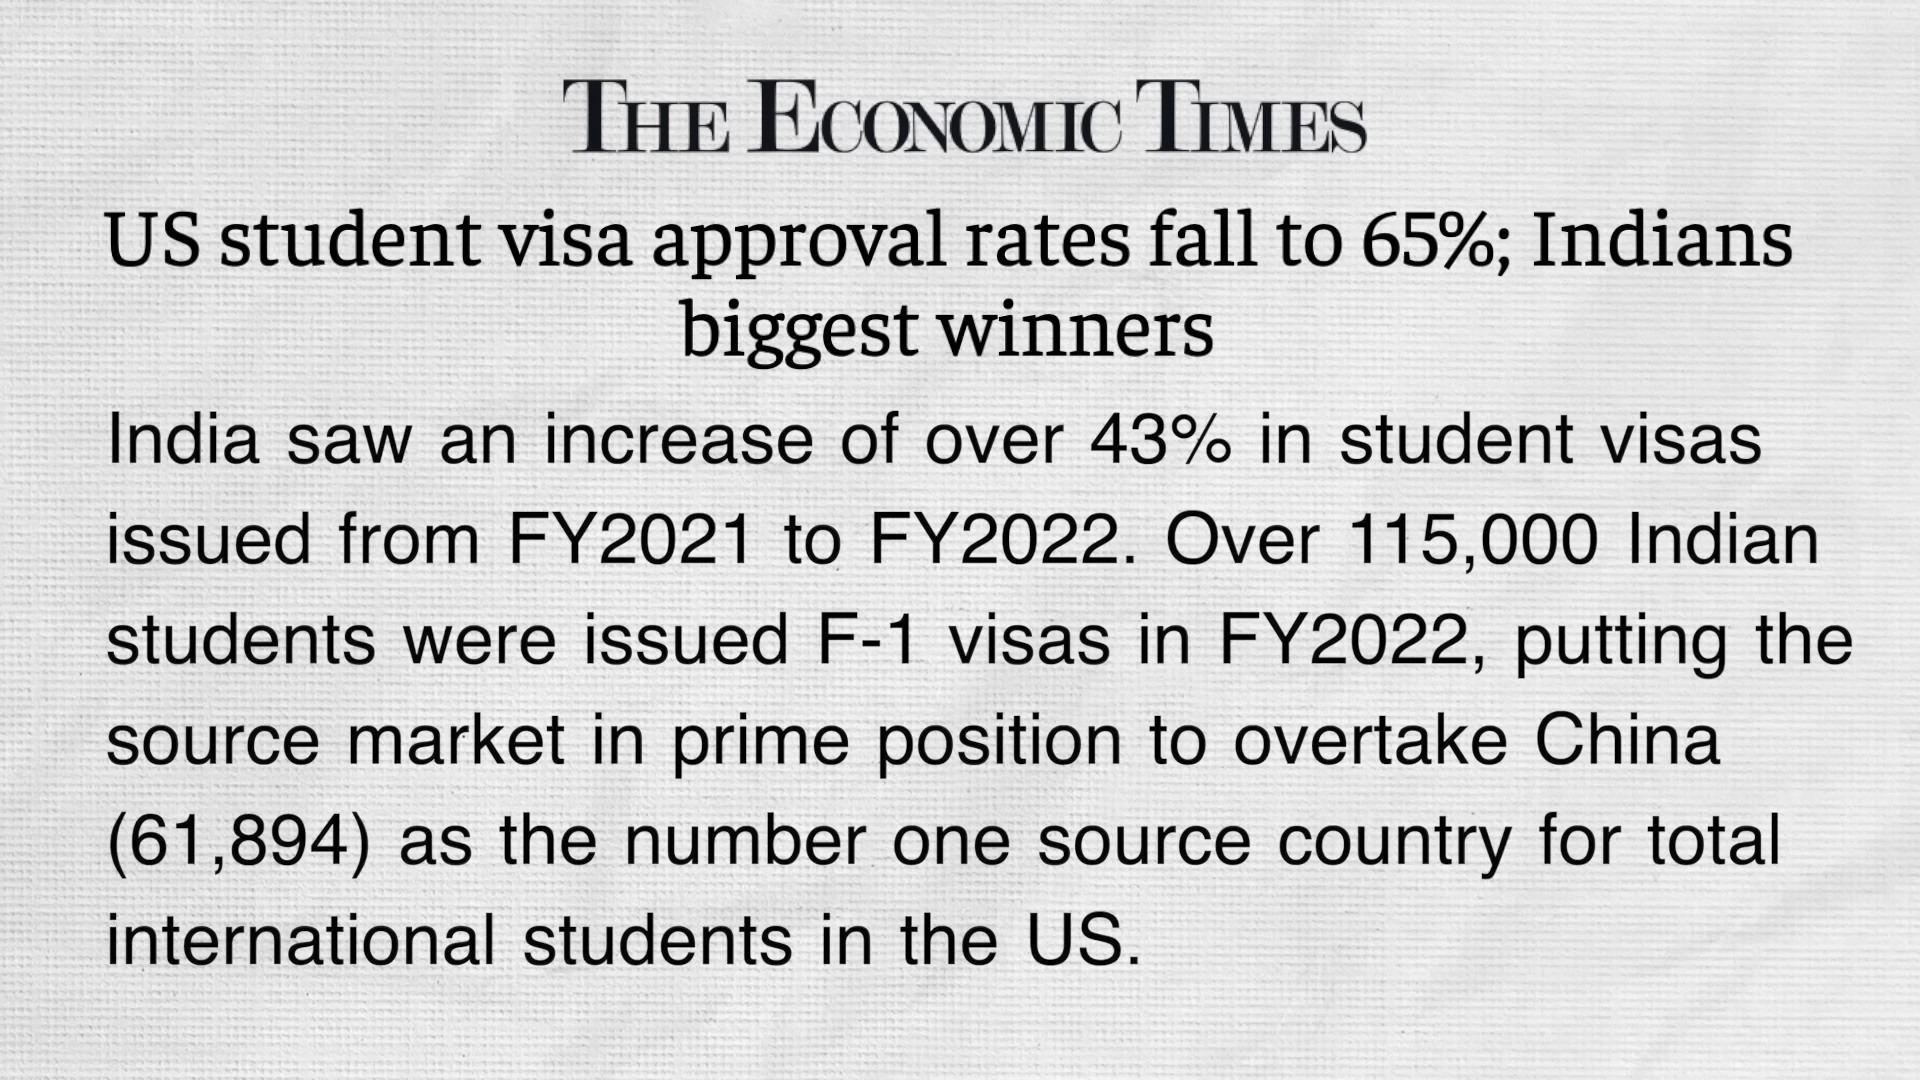 THE ECONOMIC TIMES
US student visa approval rates fall to 65%; Indians
biggest winners
India saw an increase of over 43% in student visas
issued from FY2021 to FY2022. Over 115,000 Indian
students were issued F-1 visas in FY2022, putting the
source market in prime position to overtake China
(61,894) as the number one source country for total
international students in the US.